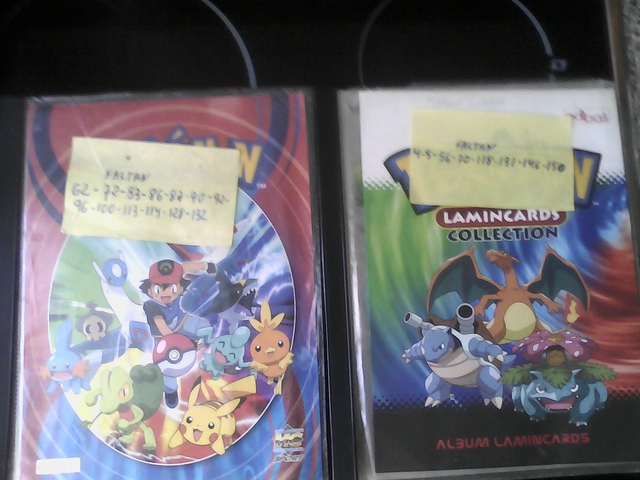 FALTAN
62-72-83-86-87-90-92-
96-100-113-114-128-132
FALTAN
4-5-56-70-118-131-146-150
LAMINCARDS
COLLECTION
ALBUM LAMINCARDS